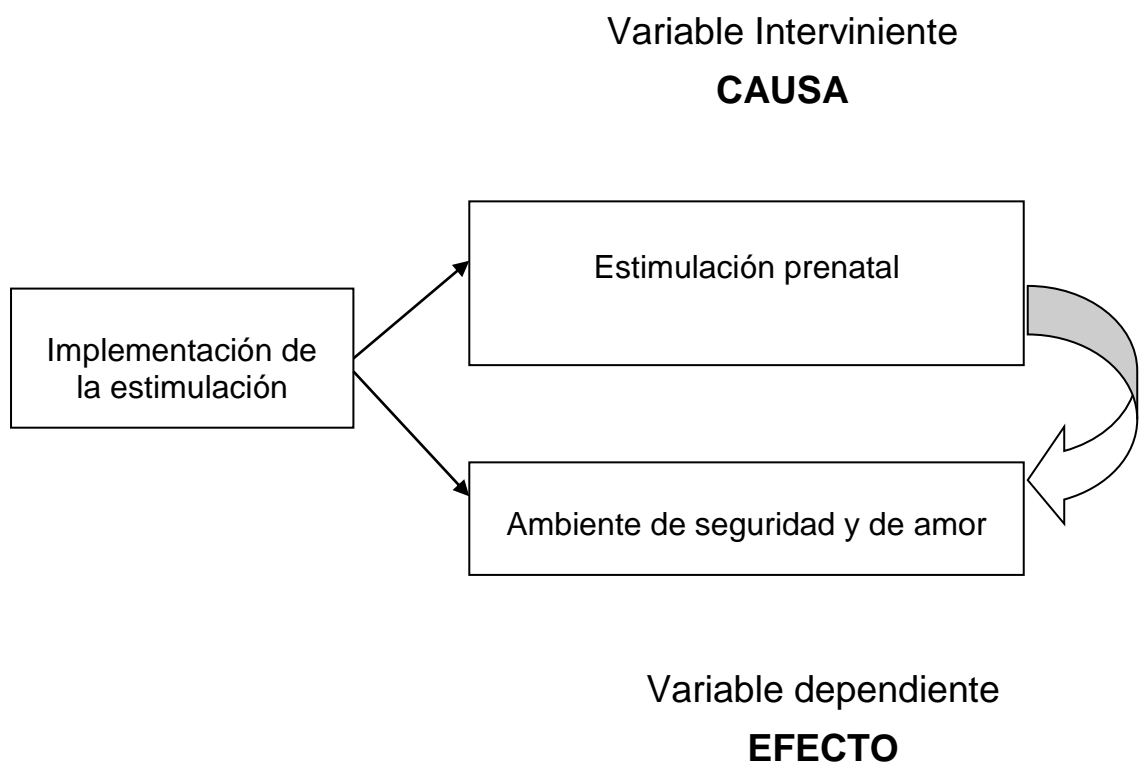 Variable Interviniente
CAUSA
Estimulación prenatal
Implementación de
la estimulación
Ambiente de seguridad y de amor
Variable dependiente
EFECTO